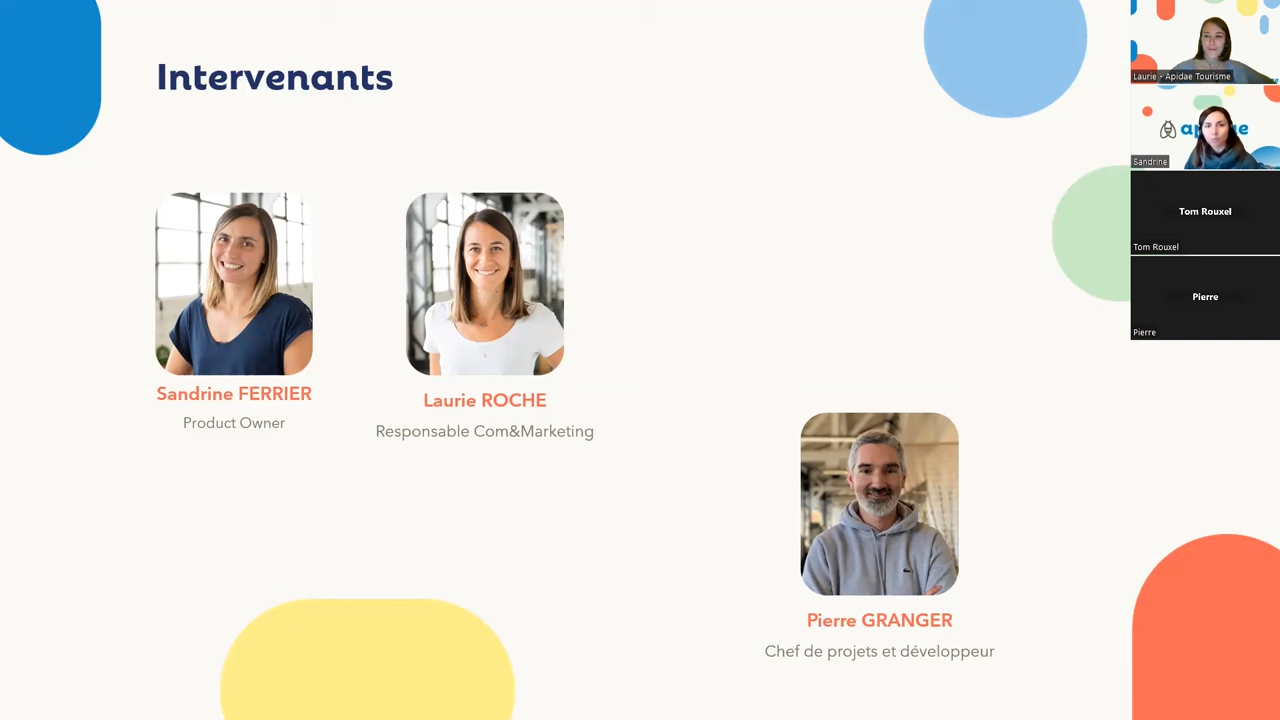 Intervenants
Sandrine FERRIER
Product Owner
Laurie ROCHE
Responsable Com&Marketing
Pierre GRANGER
Chef de projets et développeur
Laurie - Apidae Tourisme
Sandrine
Tom Rouxel
Tom Rouxel
Pierre
Pierre